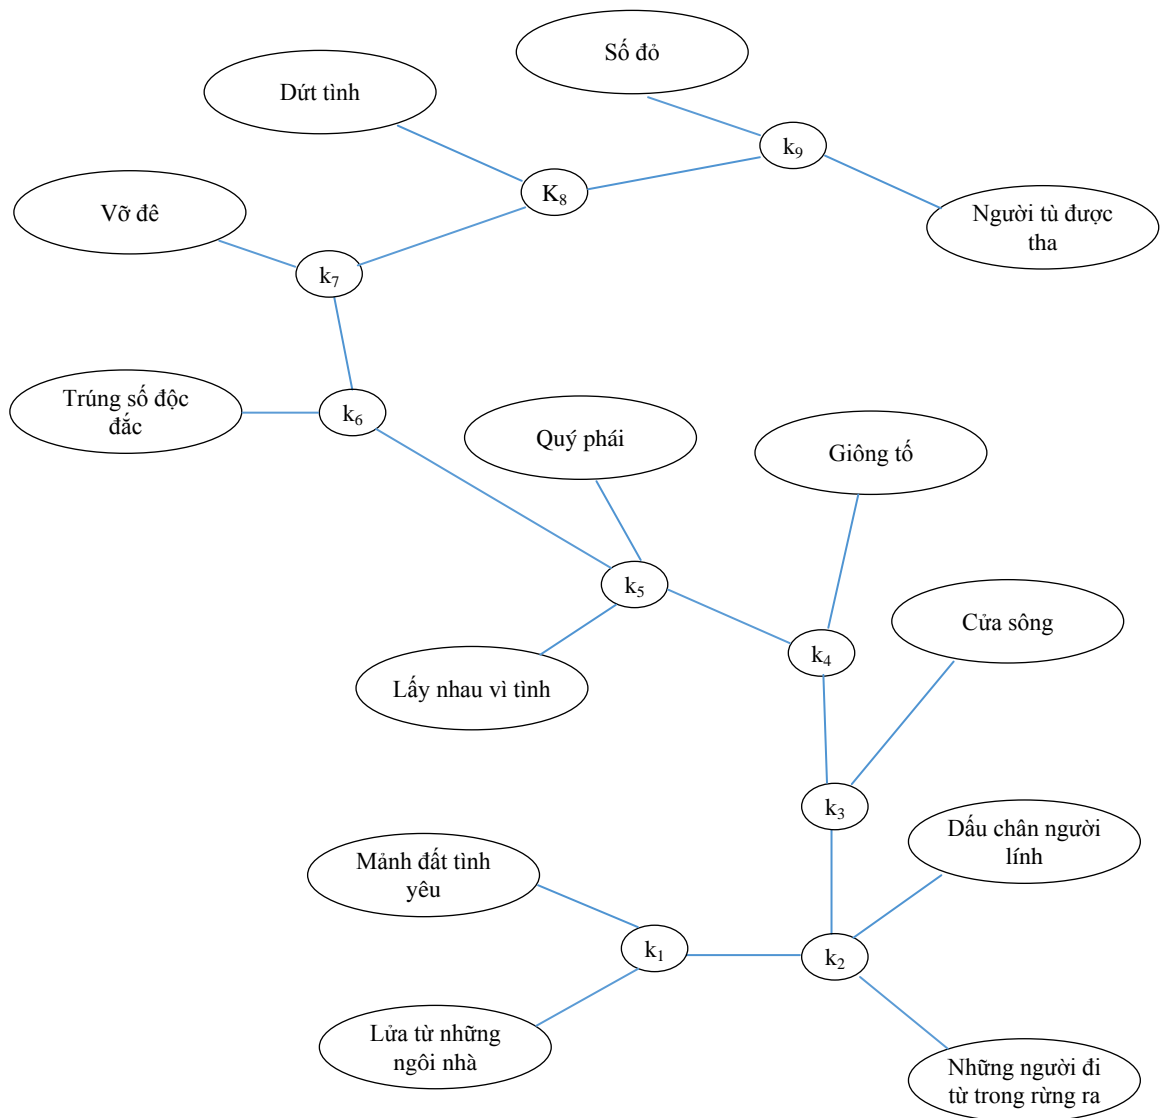 Số đỏ
Dứt tình
k9
K8
Vỡ đê
Người tù được
tha
k7
Trúng số độc
đắc
k6
Quý phái
Giông tố
k5
Cửa sông
k4
Lấy nhau vì tình
k3
Dấu chân người
lính
Mảnh đất tình
yêu
k1
k2
Lửa từ những
ngôi nhà
Những người đi
từ trong rừng ra